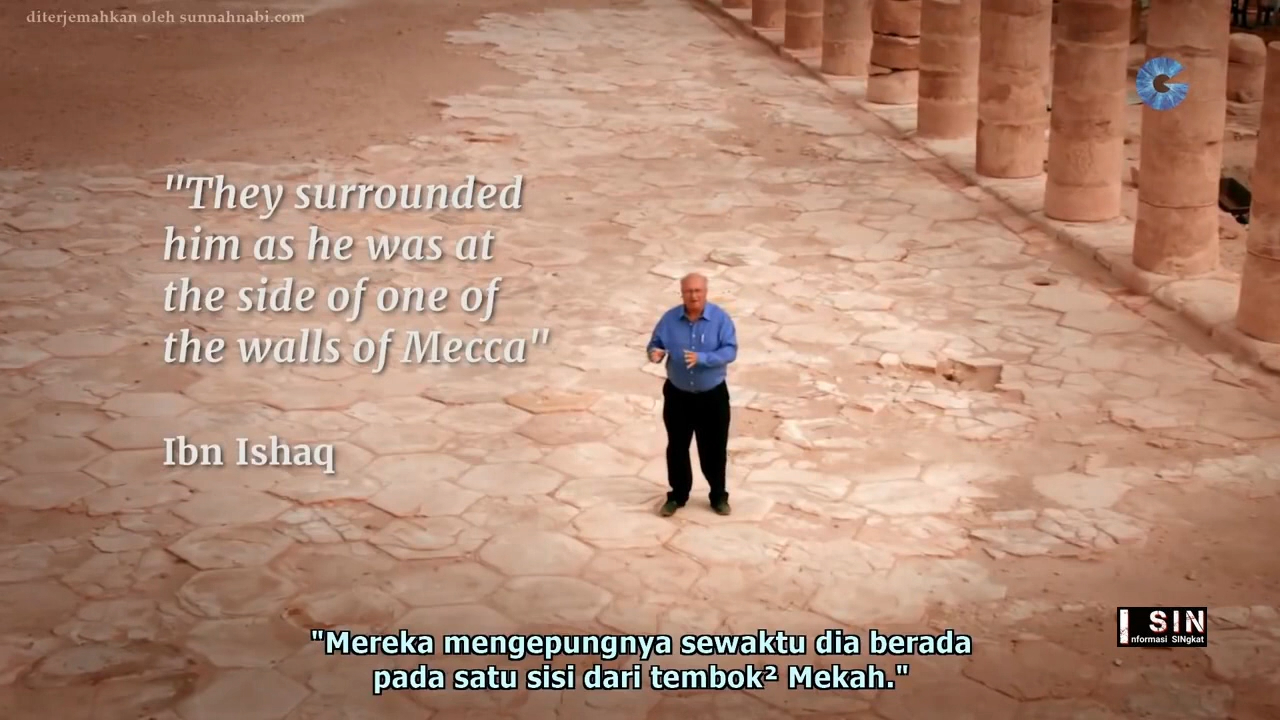 diterjemahkan oleh sunnahnabi.com
"They surrounded
him as he was at
the side of one of
the walls of Mecca"
Ibn Ishaq
I SIN
nformasi SINgkat
"Mereka mengepungnya sewaktu dia berada
pada satu sisi dari tembok² Mekah."